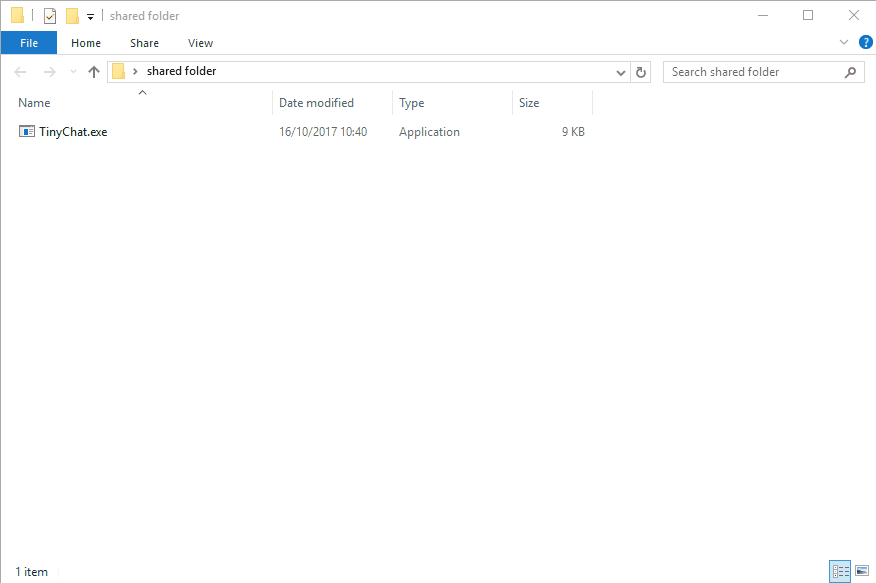 shared folder
File Home Share View
?
shared folder Search shared folder
Name Date modified Type Size
TinyChat.exe 16/10/2017 10:40 Application 9 KB
1 item